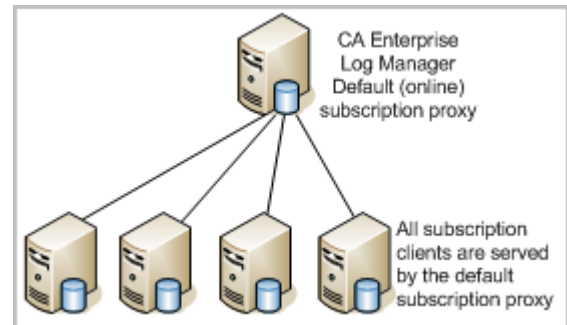 CA Enterprise
Log Manager
Default (online)
subscription proxy
All subscription
clients are served
by the default
subscription proxy